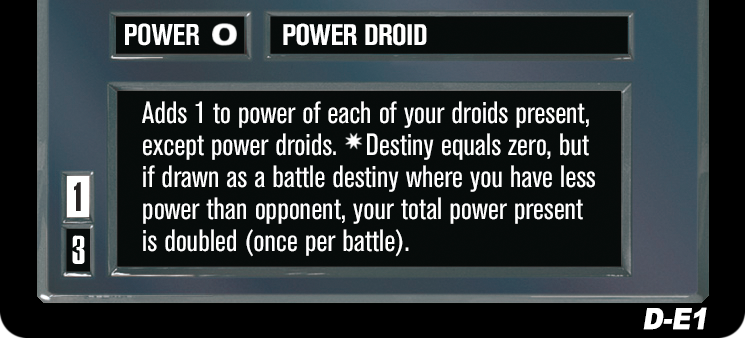 POWER 0 POWER DROID
Adds 1 to power of each of your droids present,
except power droids. ✷Destiny equals zero, but
if drawn as a battle destiny where you have less
power than opponent, your total power present
is doubled (once per battle).
1
3
D-E1